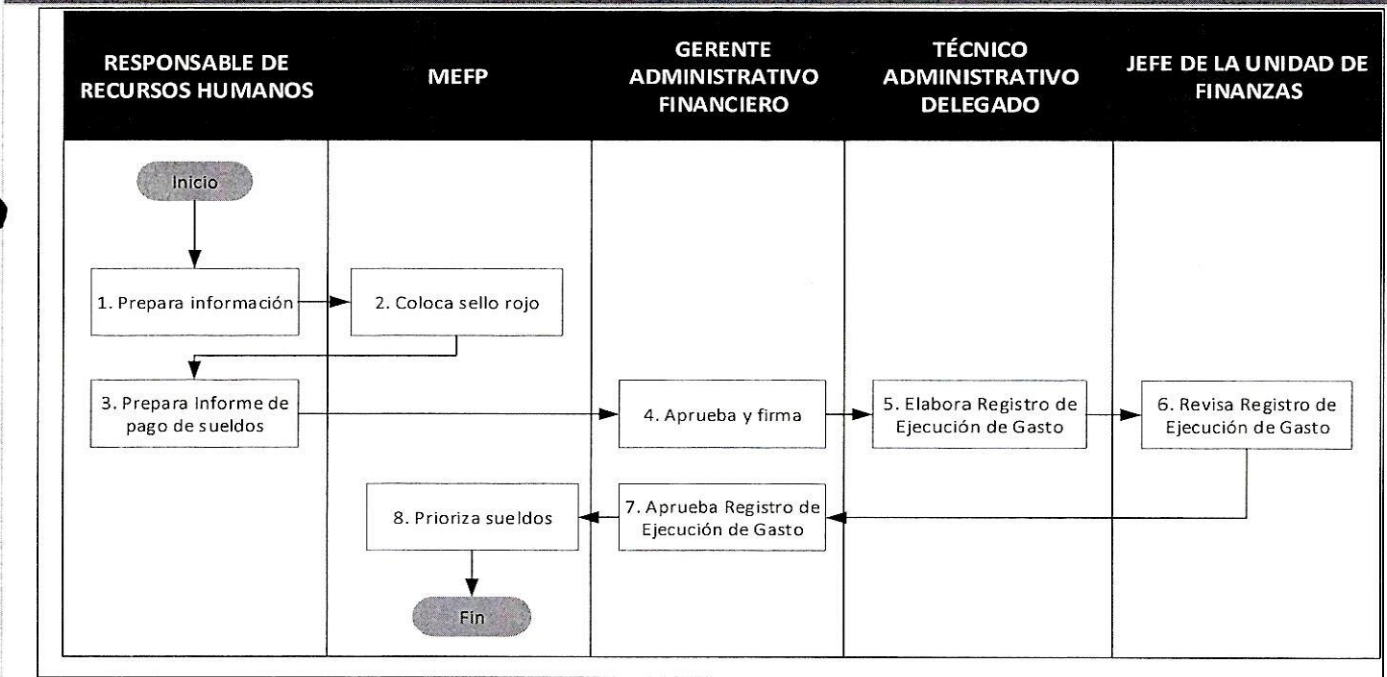 RESPONSABLE DE
RECURSOS HUMANOS
MEFP
GERENTE
ADMINISTRATIVO
FINANCIERO
TÉCNICO
ADMINISTRATIVO
DELEGADO
JEFE DE LA UNIDAD DE
FINANZAS
Inicio
1. Prepara información
2. Coloca sello rojo
3. Prepara Informe de
pago de sueldos
4. Aprueba y firma
5. Elabora Registro de
Ejecución de Gasto
6. Revisa Registro de
Ejecución de Gasto
8. Prioriza sueldos
7. Aprueba Registro de
Ejecución de Gasto
Fin